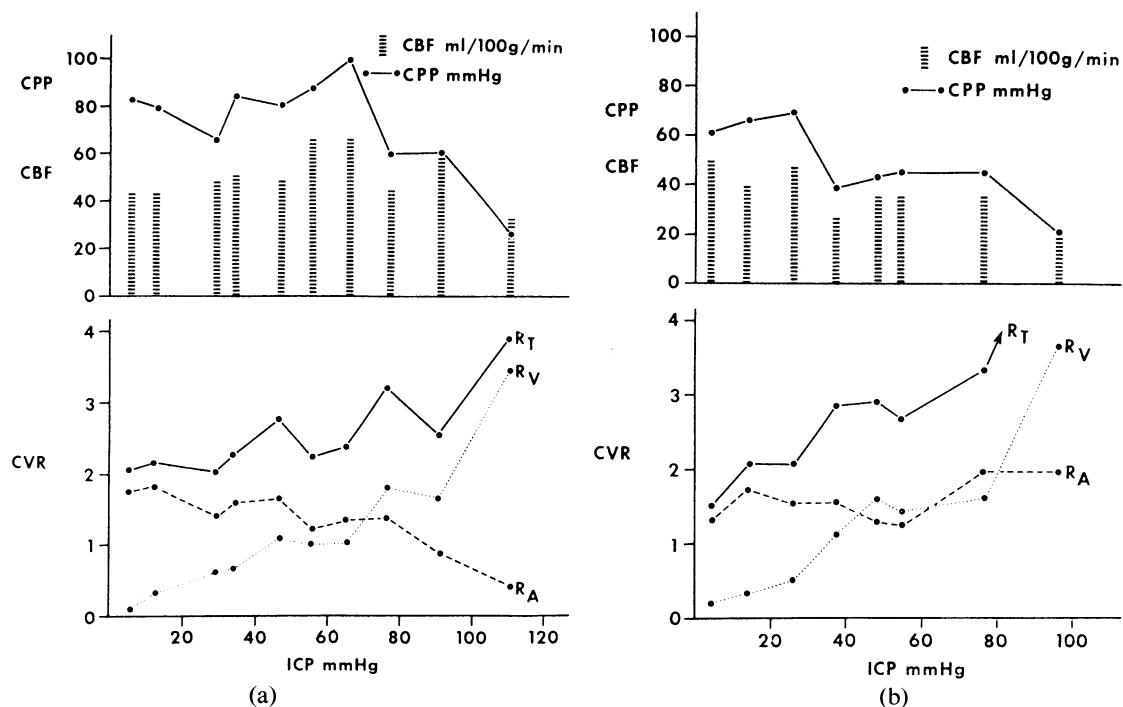 CBF ml/100g/min
CPP mmHg
CPP
CBF
100
80
60
40
20
0
4
3
2
1
0
CVR
R_T
R_V
R_A
20 40 60 80 100 120
ICP mmHg
(a)
CBF ml/100g/min
CPP mmHg
CPP
CBF
100
80
60
40
20
0
4
3
2
1
0
CVR
R_T
R_V
R_A
20 40 60 80 100
ICP mmHg
(b)